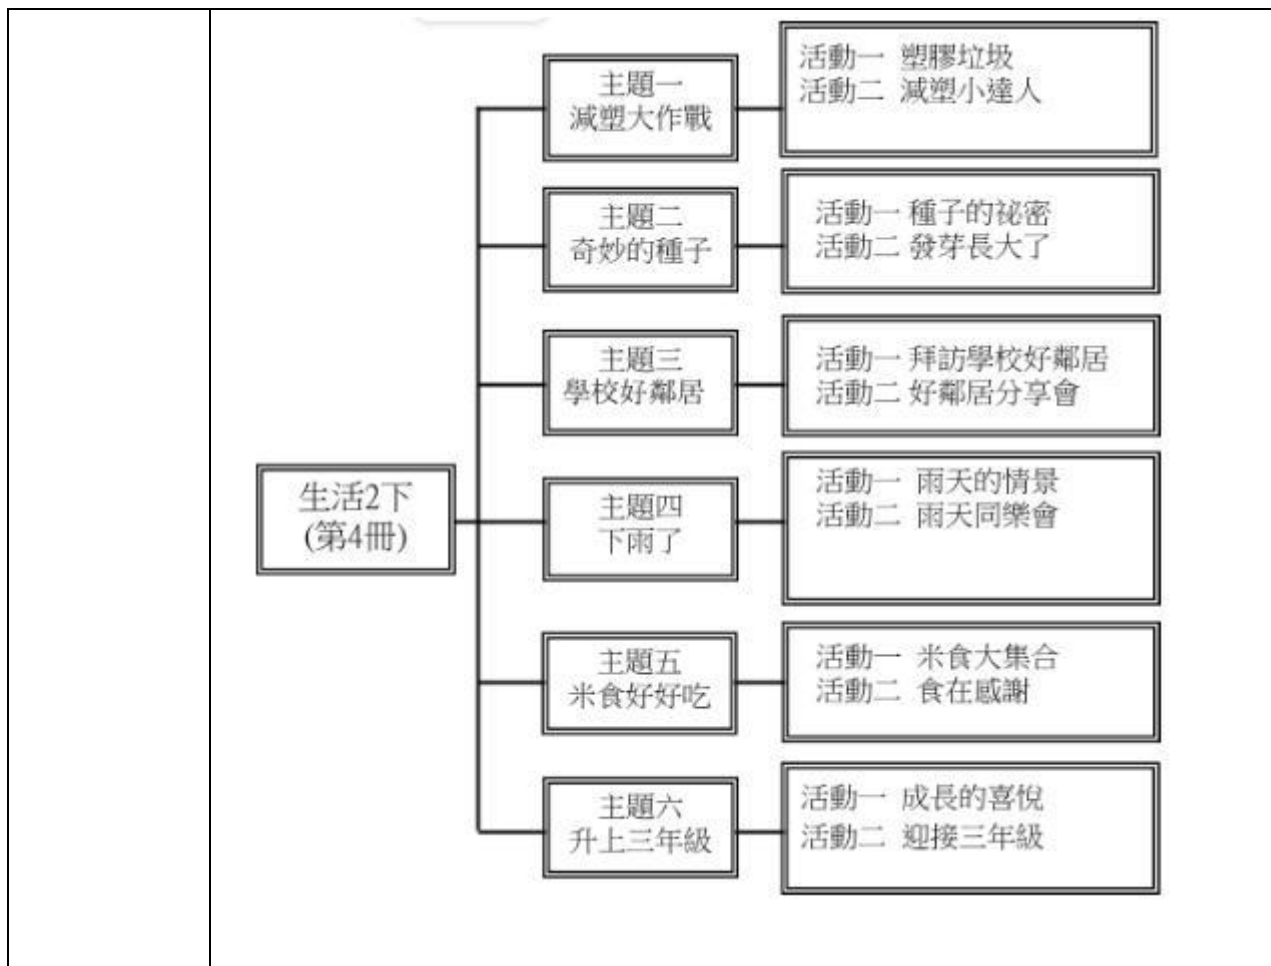 生活2下
(第4冊)
主題一
減塑大作戰
活動一 塑膠垃圾
活動二 減塑小達人
主題二
奇妙的種子
活動一 種子的祕密
活動二 發芽長大了
主題三
學校好鄰居
活動一 拜訪學校好鄰居
活動二 好鄰居分享會
主題四
下雨了
活動一 雨天的情景
活動二 雨天同樂會
主題五
米食好好吃
活動一 米食大集合
活動二 食在感謝
主題六
升上三年級
活動一 成長的喜悅
活動二 迎接三年級